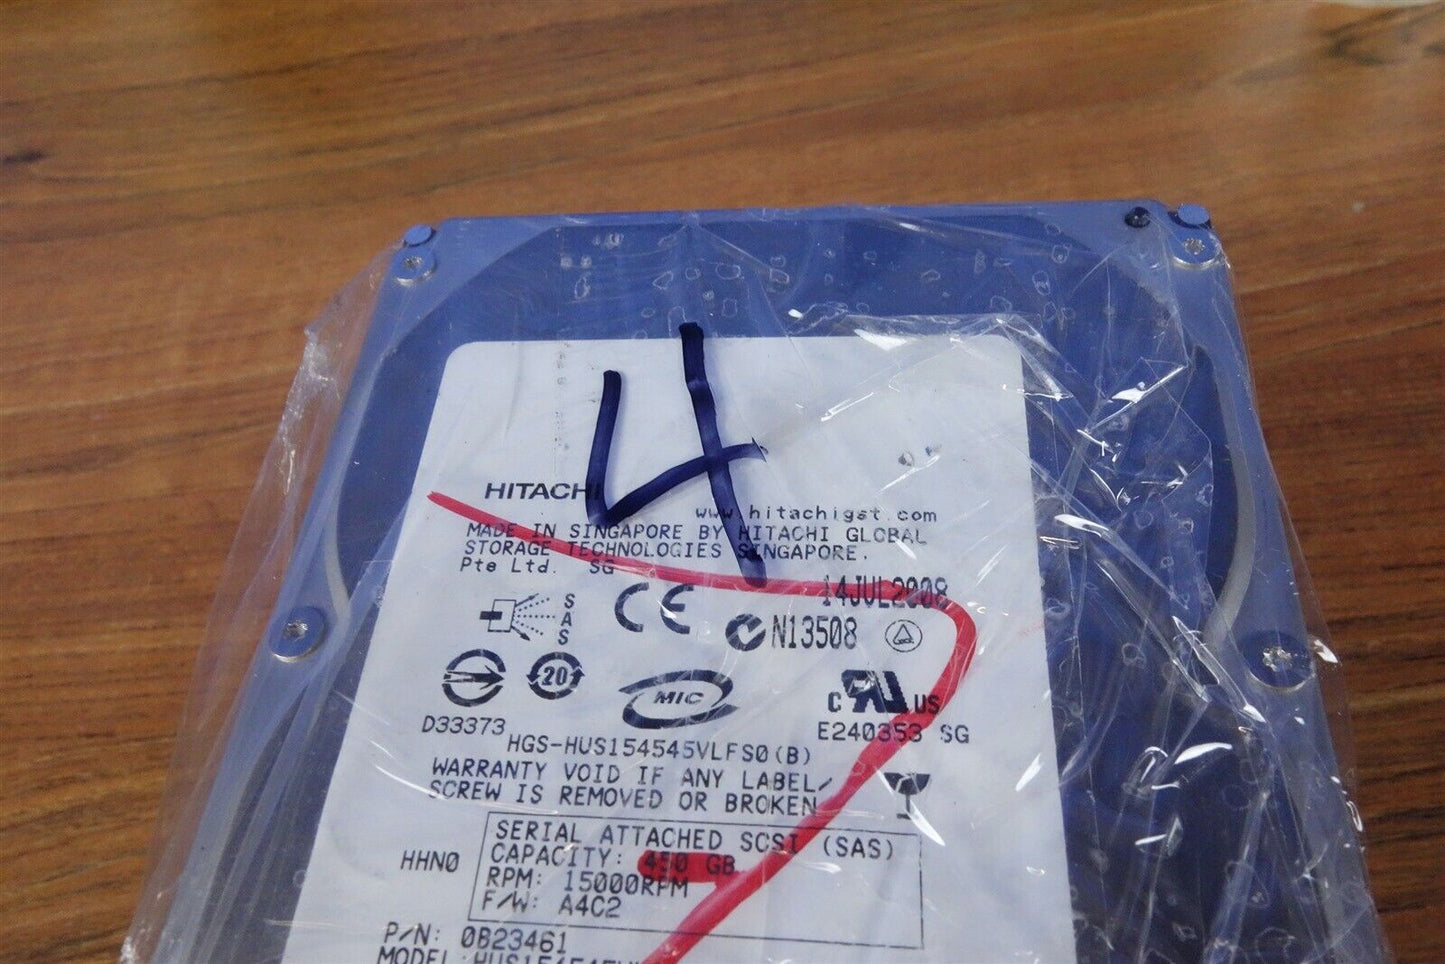 4
HITACHI
www.hitachigst.com
MADE IN SINGAPORE BY HITACHI GLOBAL
STORAGE TECHNOLOGIES SINGAPORE.
Pte Ltd. SG
14JUL2008
SAS
CE
N13508
20
MIC
c RU US
D33373
E240353 SG
HGS-HUS154545VLFS0(B)
WARRANTY VOID IF ANY LABEL/
SCREW IS REMOVED OR BROKEN
SERIAL ATTACHED SCSI (SAS)
HHN0
CAPACITY: 450 GB
RPM: 15000RPM
F/W: A4C2
P/N: 0B23461
MODEL: